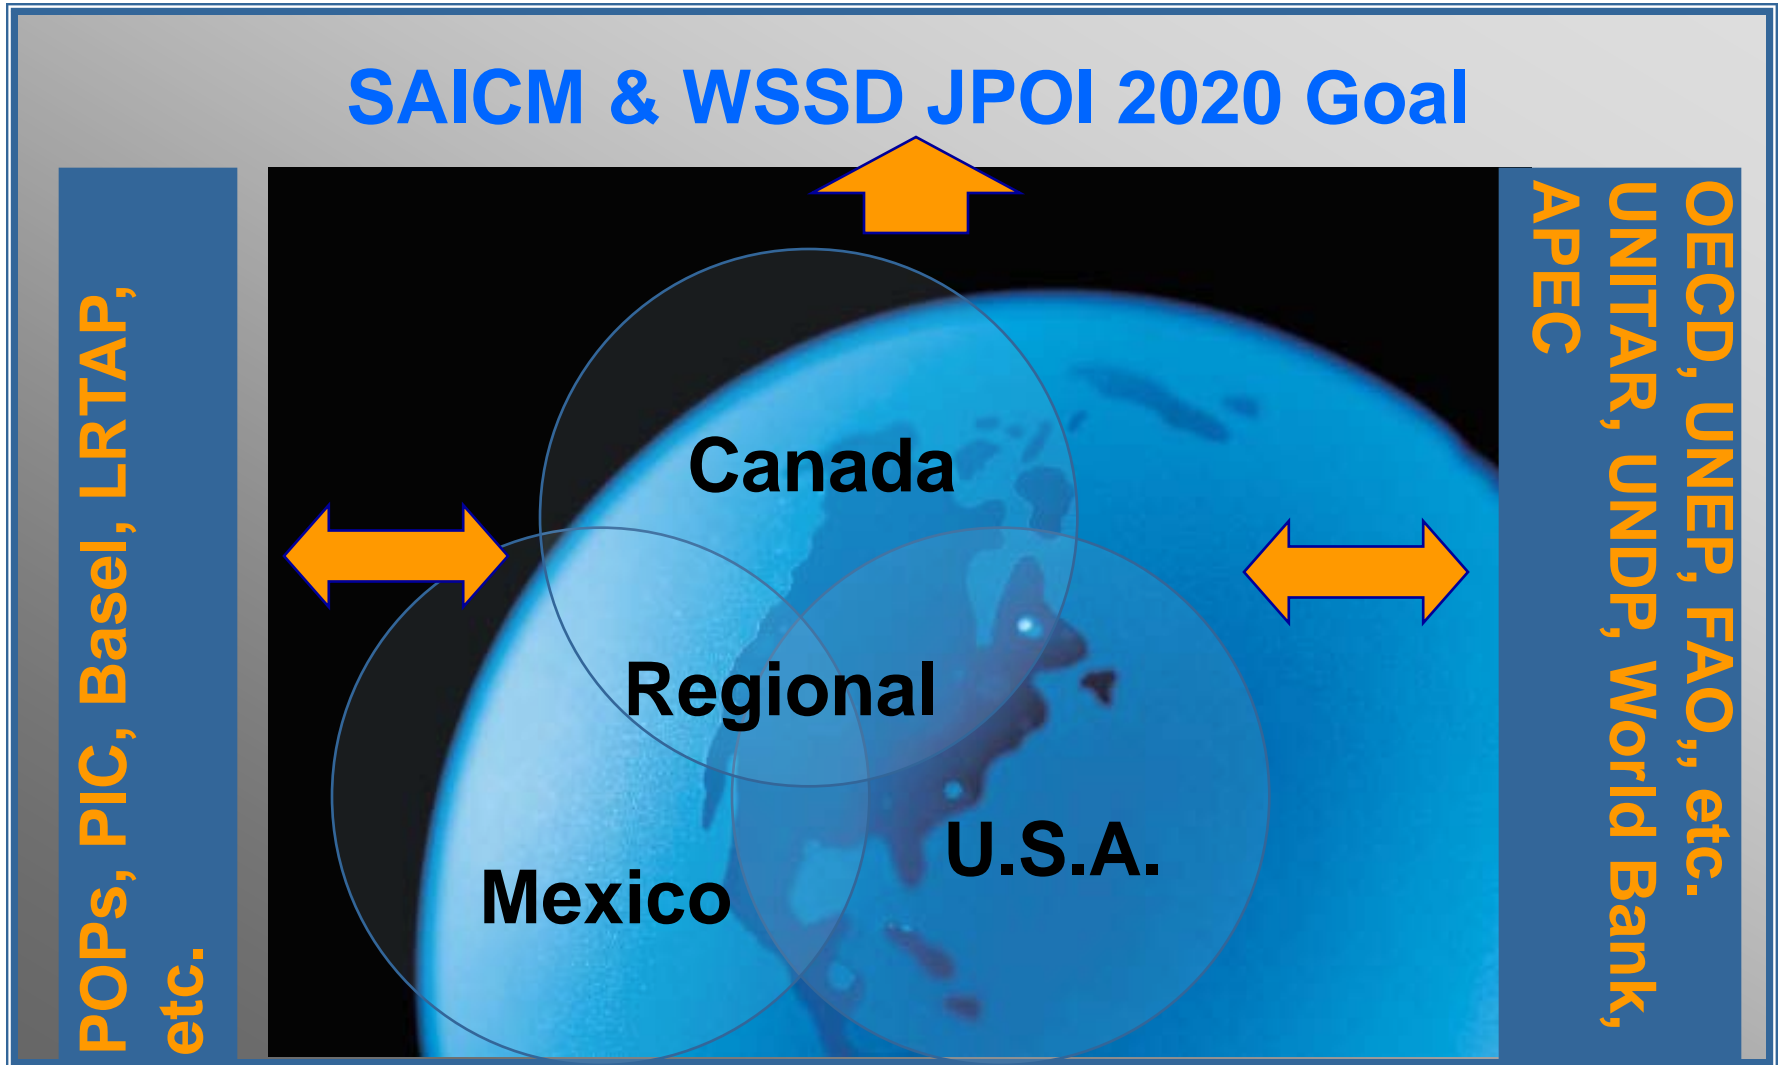 SAICM & WSSD JPOI 2020 Goal
POPs, PIC, Basel, LRTAP,
etc.
Canada
Regional
Mexico
U.S.A.
OECD, UNEP, FAO,, etc.
UNITAR, UNDP, World Bank,
APEC